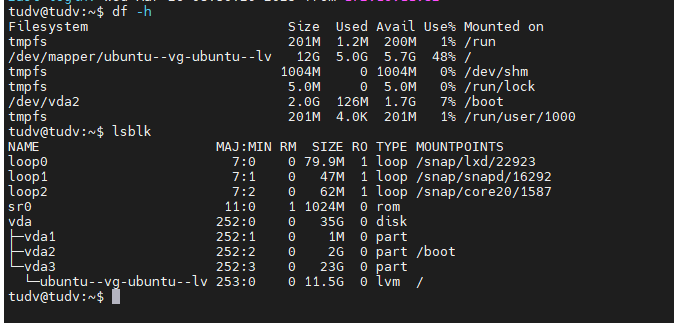 tudv@tudv:~$ df -h
Filesystem                         Size  Used Avail Use% Mounted on
tmpfs                              201M  1.2M  200M   1% /run
/dev/mapper/ubuntu--vg-ubuntu--lv   12G  5.0G  5.7G  48% /
tmpfs                             1004M     0 1004M   0% /dev/shm
tmpfs                              5.0M     0  5.0M   0% /run/lock
/dev/vda2                          2.0G  126M  1.7G   7% /boot
tmpfs                              201M  4.0K  201M   1% /run/user/1000
tudv@tudv:~$ lsblk
NAME                      MAJ:MIN RM  SIZE RO TYPE MOUNTPOINTS
loop0                       7:0    0 79.9M  1 loop /snap/lxd/22923
loop1                       7:1    0   47M  1 loop /snap/snapd/16292
loop2                       7:2    0   62M  1 loop /snap/core20/1587
sr0                        11:0    1 1024M  0 rom
vda                       252:0    0   35G  0 disk
├─vda1                    252:1    0    1M  0 part
├─vda2                    252:2    0    2G  0 part /boot
└─vda3                    252:3    0   23G  0 part
  └─ubuntu--vg-ubuntu--lv 253:0    0 11.5G  0 lvm  /
tudv@tudv:~$